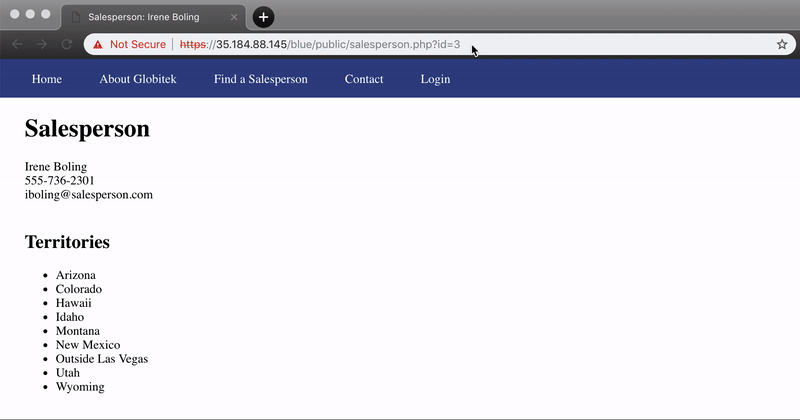 Salesperson: Irene Boling
Not Secure | https://35.184.88.145/blue/public/salesperson.php?id=3
Home About Globitek Find a Salesperson Contact Login
Salesperson
Irene Boling
555-736-2301
iboling@salesperson.com
Territories
Arizona
Colorado
Hawaii
Idaho
Montana
New Mexico
Outside Las Vegas
Utah
Wyoming